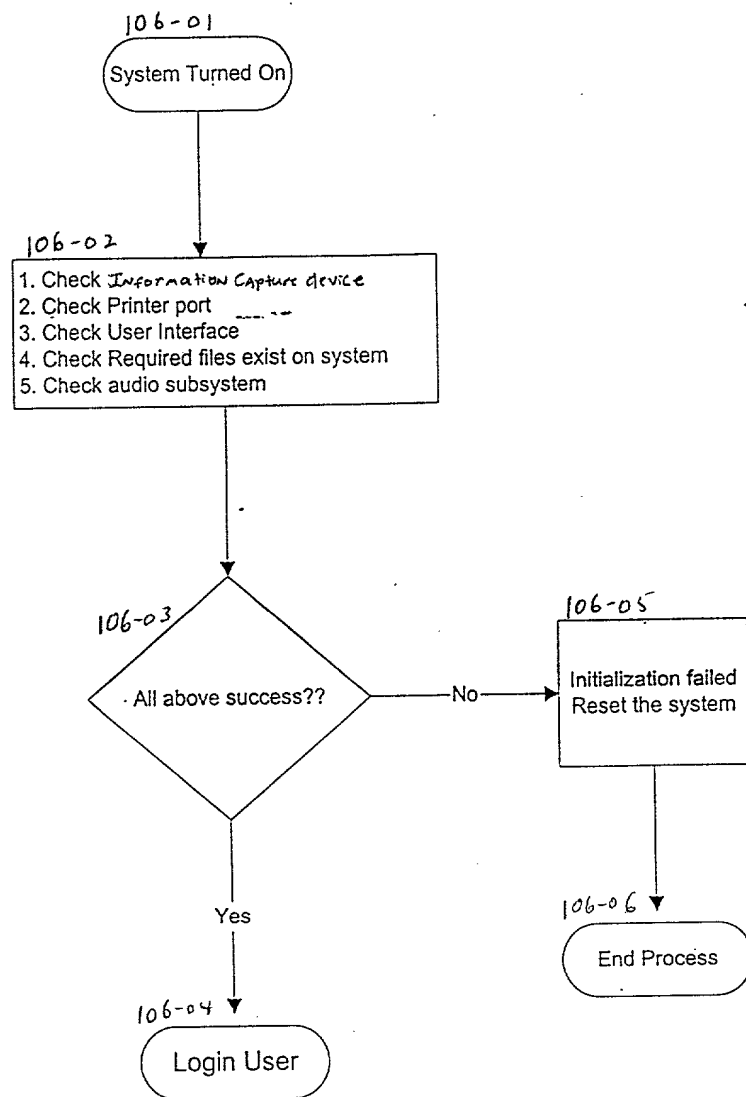 106-01
System Turned On
106-02
1. Check Information Capture device
2. Check Printer port
3. Check User Interface
4. Check Required files exist on system
5. Check audio subsystem
106-03
All above success??
No
106-05
Initialization failed
Reset the system
Yes
106-06
End Process
106-04
Login User